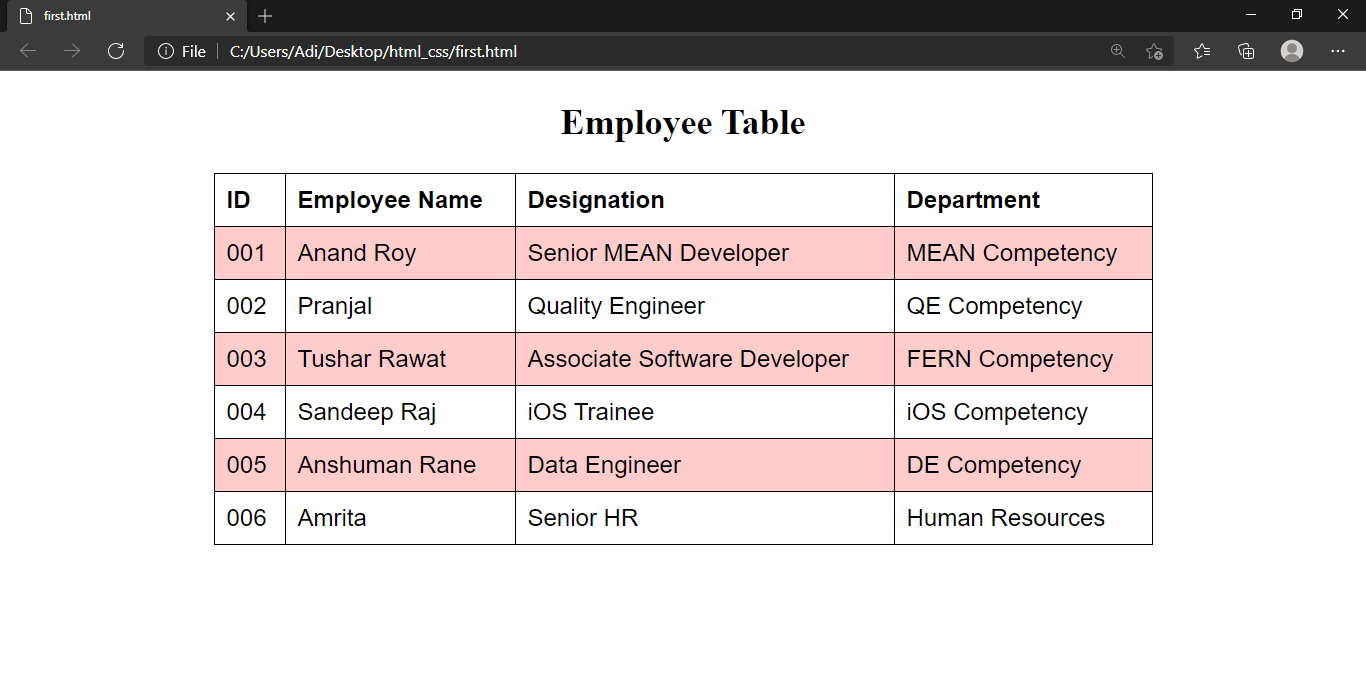 first.html
File C:/Users/Adi/Desktop/html_css/first.html
Employee Table
ID Employee Name Designation Department
001 Anand Roy Senior MEAN Developer MEAN Competency
002 Pranjal Quality Engineer QE Competency
003 Tushar Rawat Associate Software Developer FERN Competency
004 Sandeep Raj iOS Trainee iOS Competency
005 Anshuman Rane Data Engineer DE Competency
006 Amrita Senior HR Human Resources